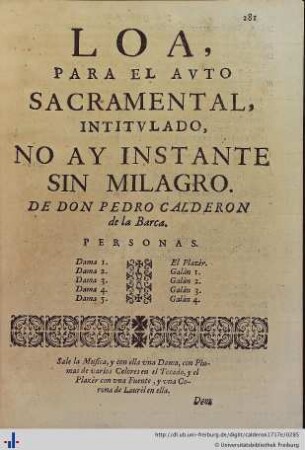 281
LOA,
PARA EL AVTO
SACRAMENTAL,
INTITVLADO,
NO AY INSTANTE
SIN MILAGRO.
DE DON PEDRO CALDERON
de la Barca.
PERSONAS.
Dama 1.
Dama 2.
Dama 3.
Dama 4.
Dama 5.
El Plazèr.
Galàn 1.
Galàn 2.
Galàn 3.
Galàn 4.
Sale la Musica, y con ella vna Dama, con Plu-
mas de varios Colores en el Tocado, y el
Plazèr con vna Fuente, y vna Co-
rona de Laurèl en ella.
Dama
http://dl.ub.uni-freiburg.de/diglit/calderon1717b/0285
© Universitätsbibliothek Freiburg